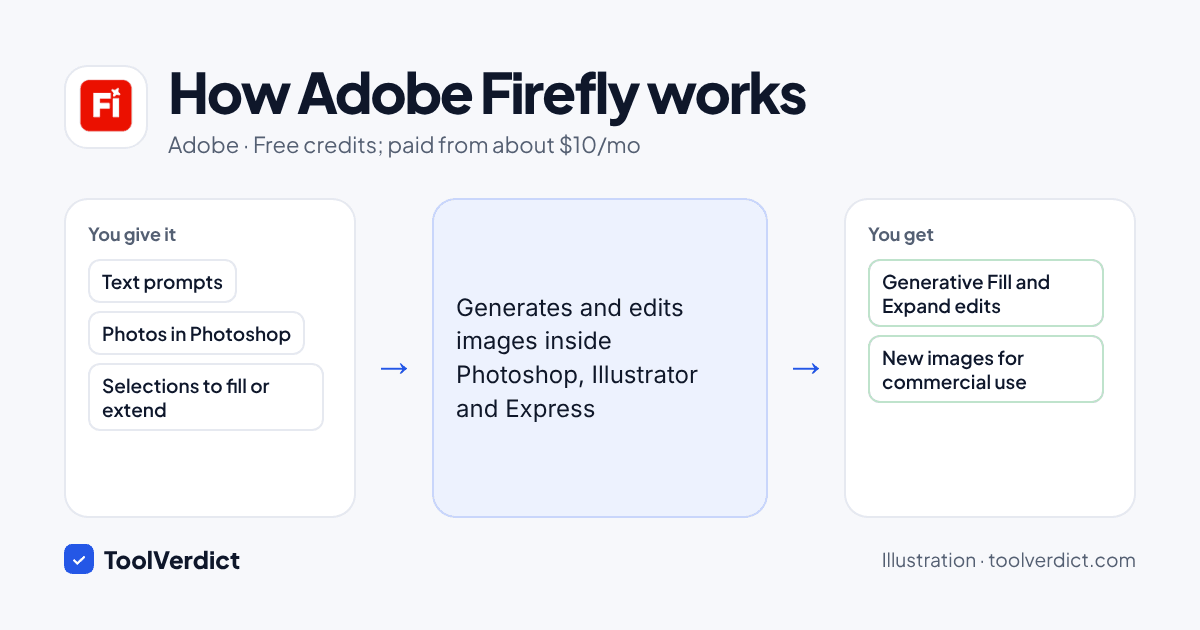 Fi
How Adobe Firefly works
Adobe · Free credits; paid from about $10/mo
You give it
Text prompts
Photos in Photoshop
Selections to fill or
extend
→
Generates and edits
images inside
Photoshop, Illustrator
and Express
→
You get
Generative Fill and
Expand edits
New images for
commercial use
ToolVerdict
Illustration · toolverdict.com